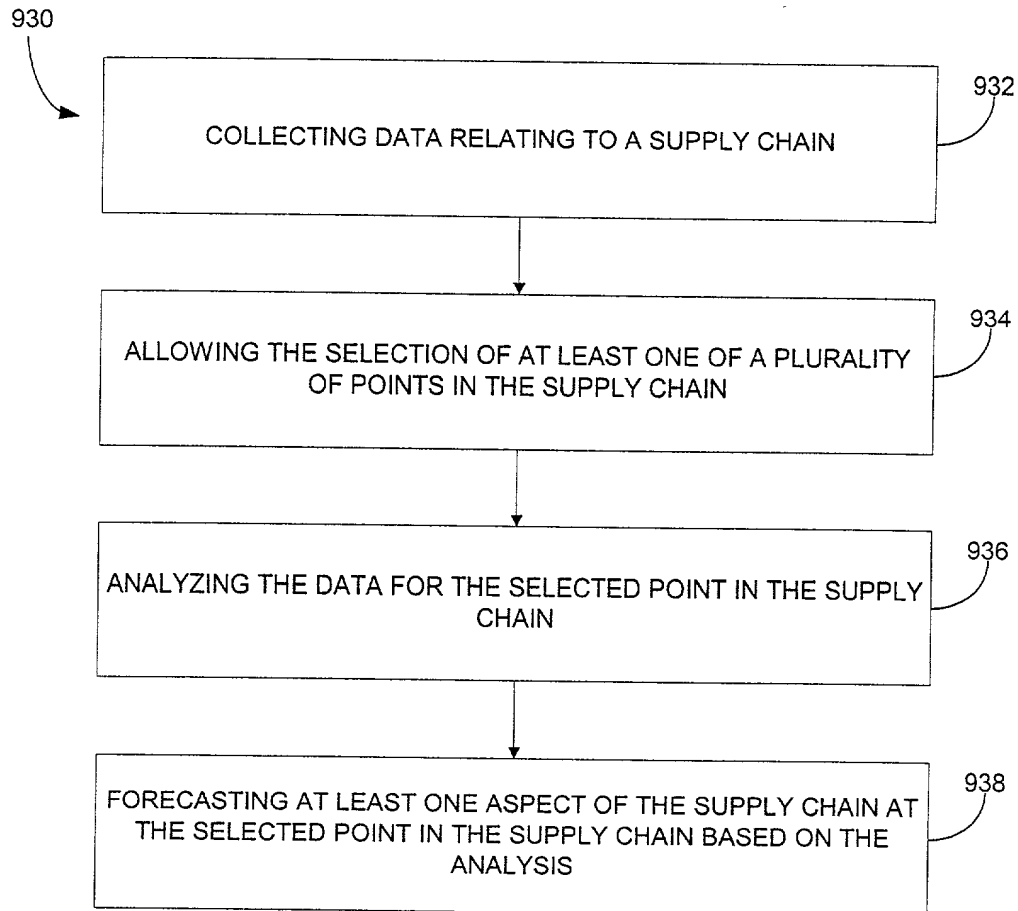 930
932
COLLECTING DATA RELATING TO A SUPPLY CHAIN
934
ALLOWING THE SELECTION OF AT LEAST ONE OF A PLURALITY
OF POINTS IN THE SUPPLY CHAIN
936
ANALYZING THE DATA FOR THE SELECTED POINT IN THE SUPPLY
CHAIN
938
FORECASTING AT LEAST ONE ASPECT OF THE SUPPLY CHAIN AT
THE SELECTED POINT IN THE SUPPLY CHAIN BASED ON THE
ANALYSIS